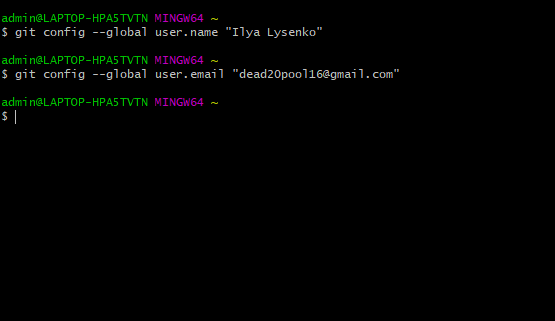 admin@LAPTOP-HPA5TVTN MINGW64 ~
$ git config --global user.name "Ilya Lysenko"
admin@LAPTOP-HPA5TVTN MINGW64 ~
$ git config --global user.email "dead20pool16@gmail.com"
admin@LAPTOP-HPA5TVTN MINGW64 ~
$